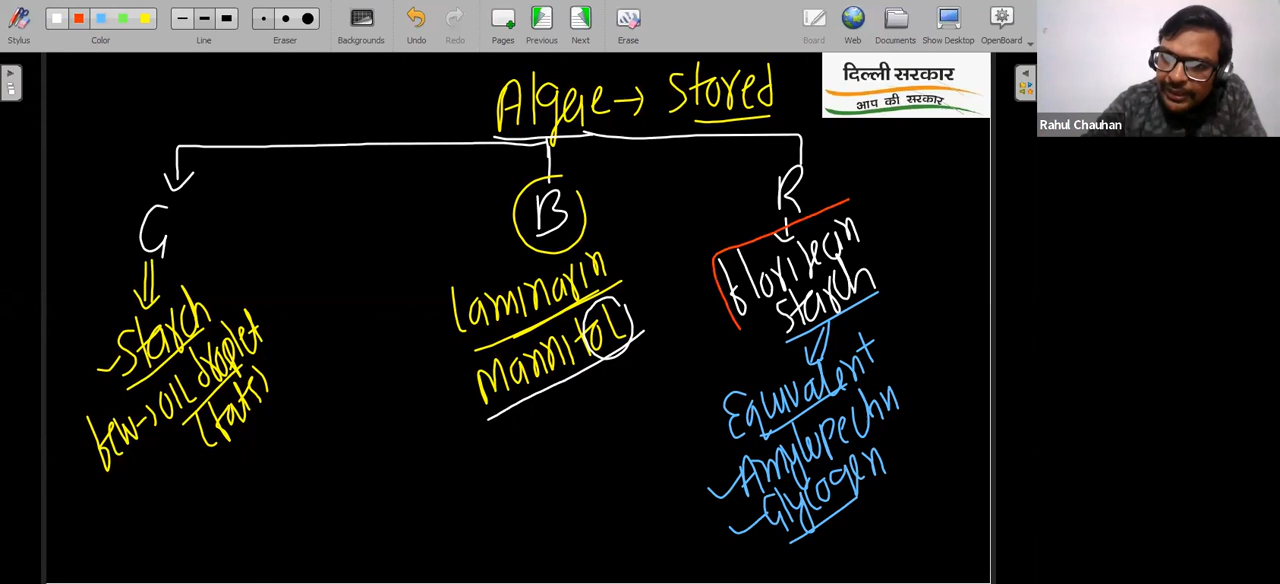 Stylus
Color
Line
Eraser
Backgrounds
Undo
Redo
Pages
Previous
Next
Erase
Board
Web
Documents
Show Desktop
OpenBoard
Rahul Chauhan
दिल्ली सरकार
आप की सरकार
Algae → Stored
G
B
R
Starch
few → OIL droplet
(fats)
Laminarin
MannitoL
floridean
Starch
Equivalent
Amylopectin
Glycogen